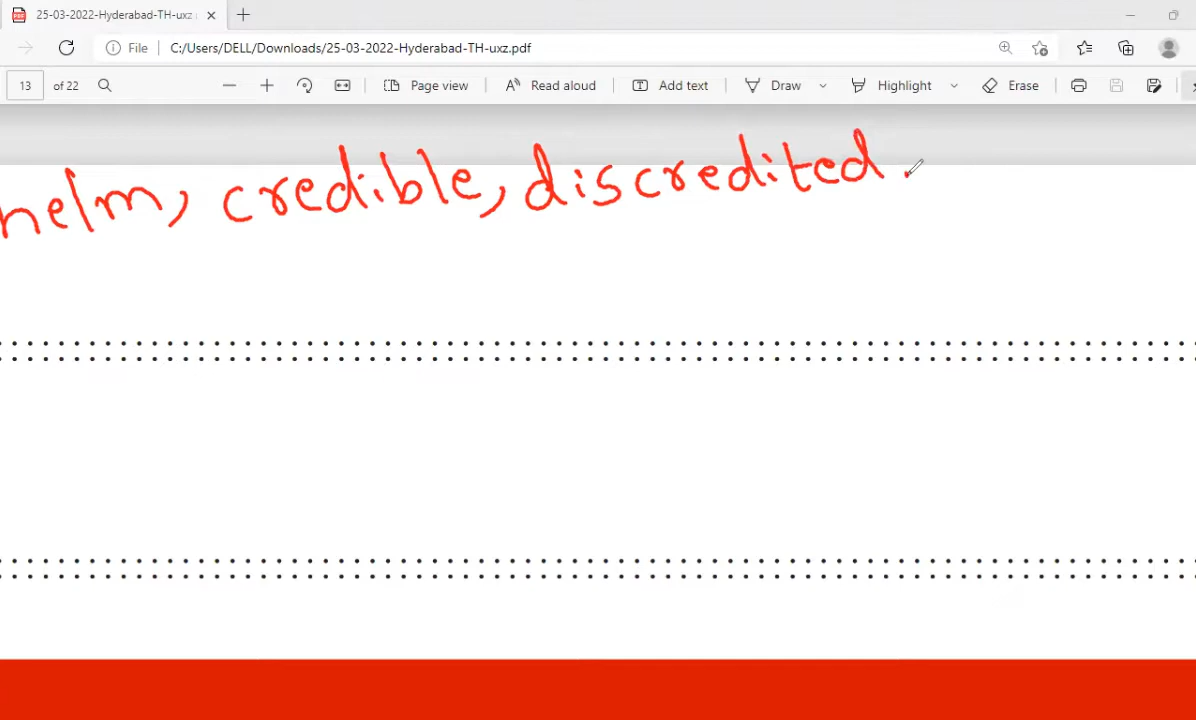 25-03-2022-Hyderabad-TH-uxz
File C:/Users/DELL/Downloads/25-03-2022-Hyderabad-TH-uxz.pdf
13 of 22 Page view Read aloud Add text Draw Highlight Erase
helm, credible, discredited.